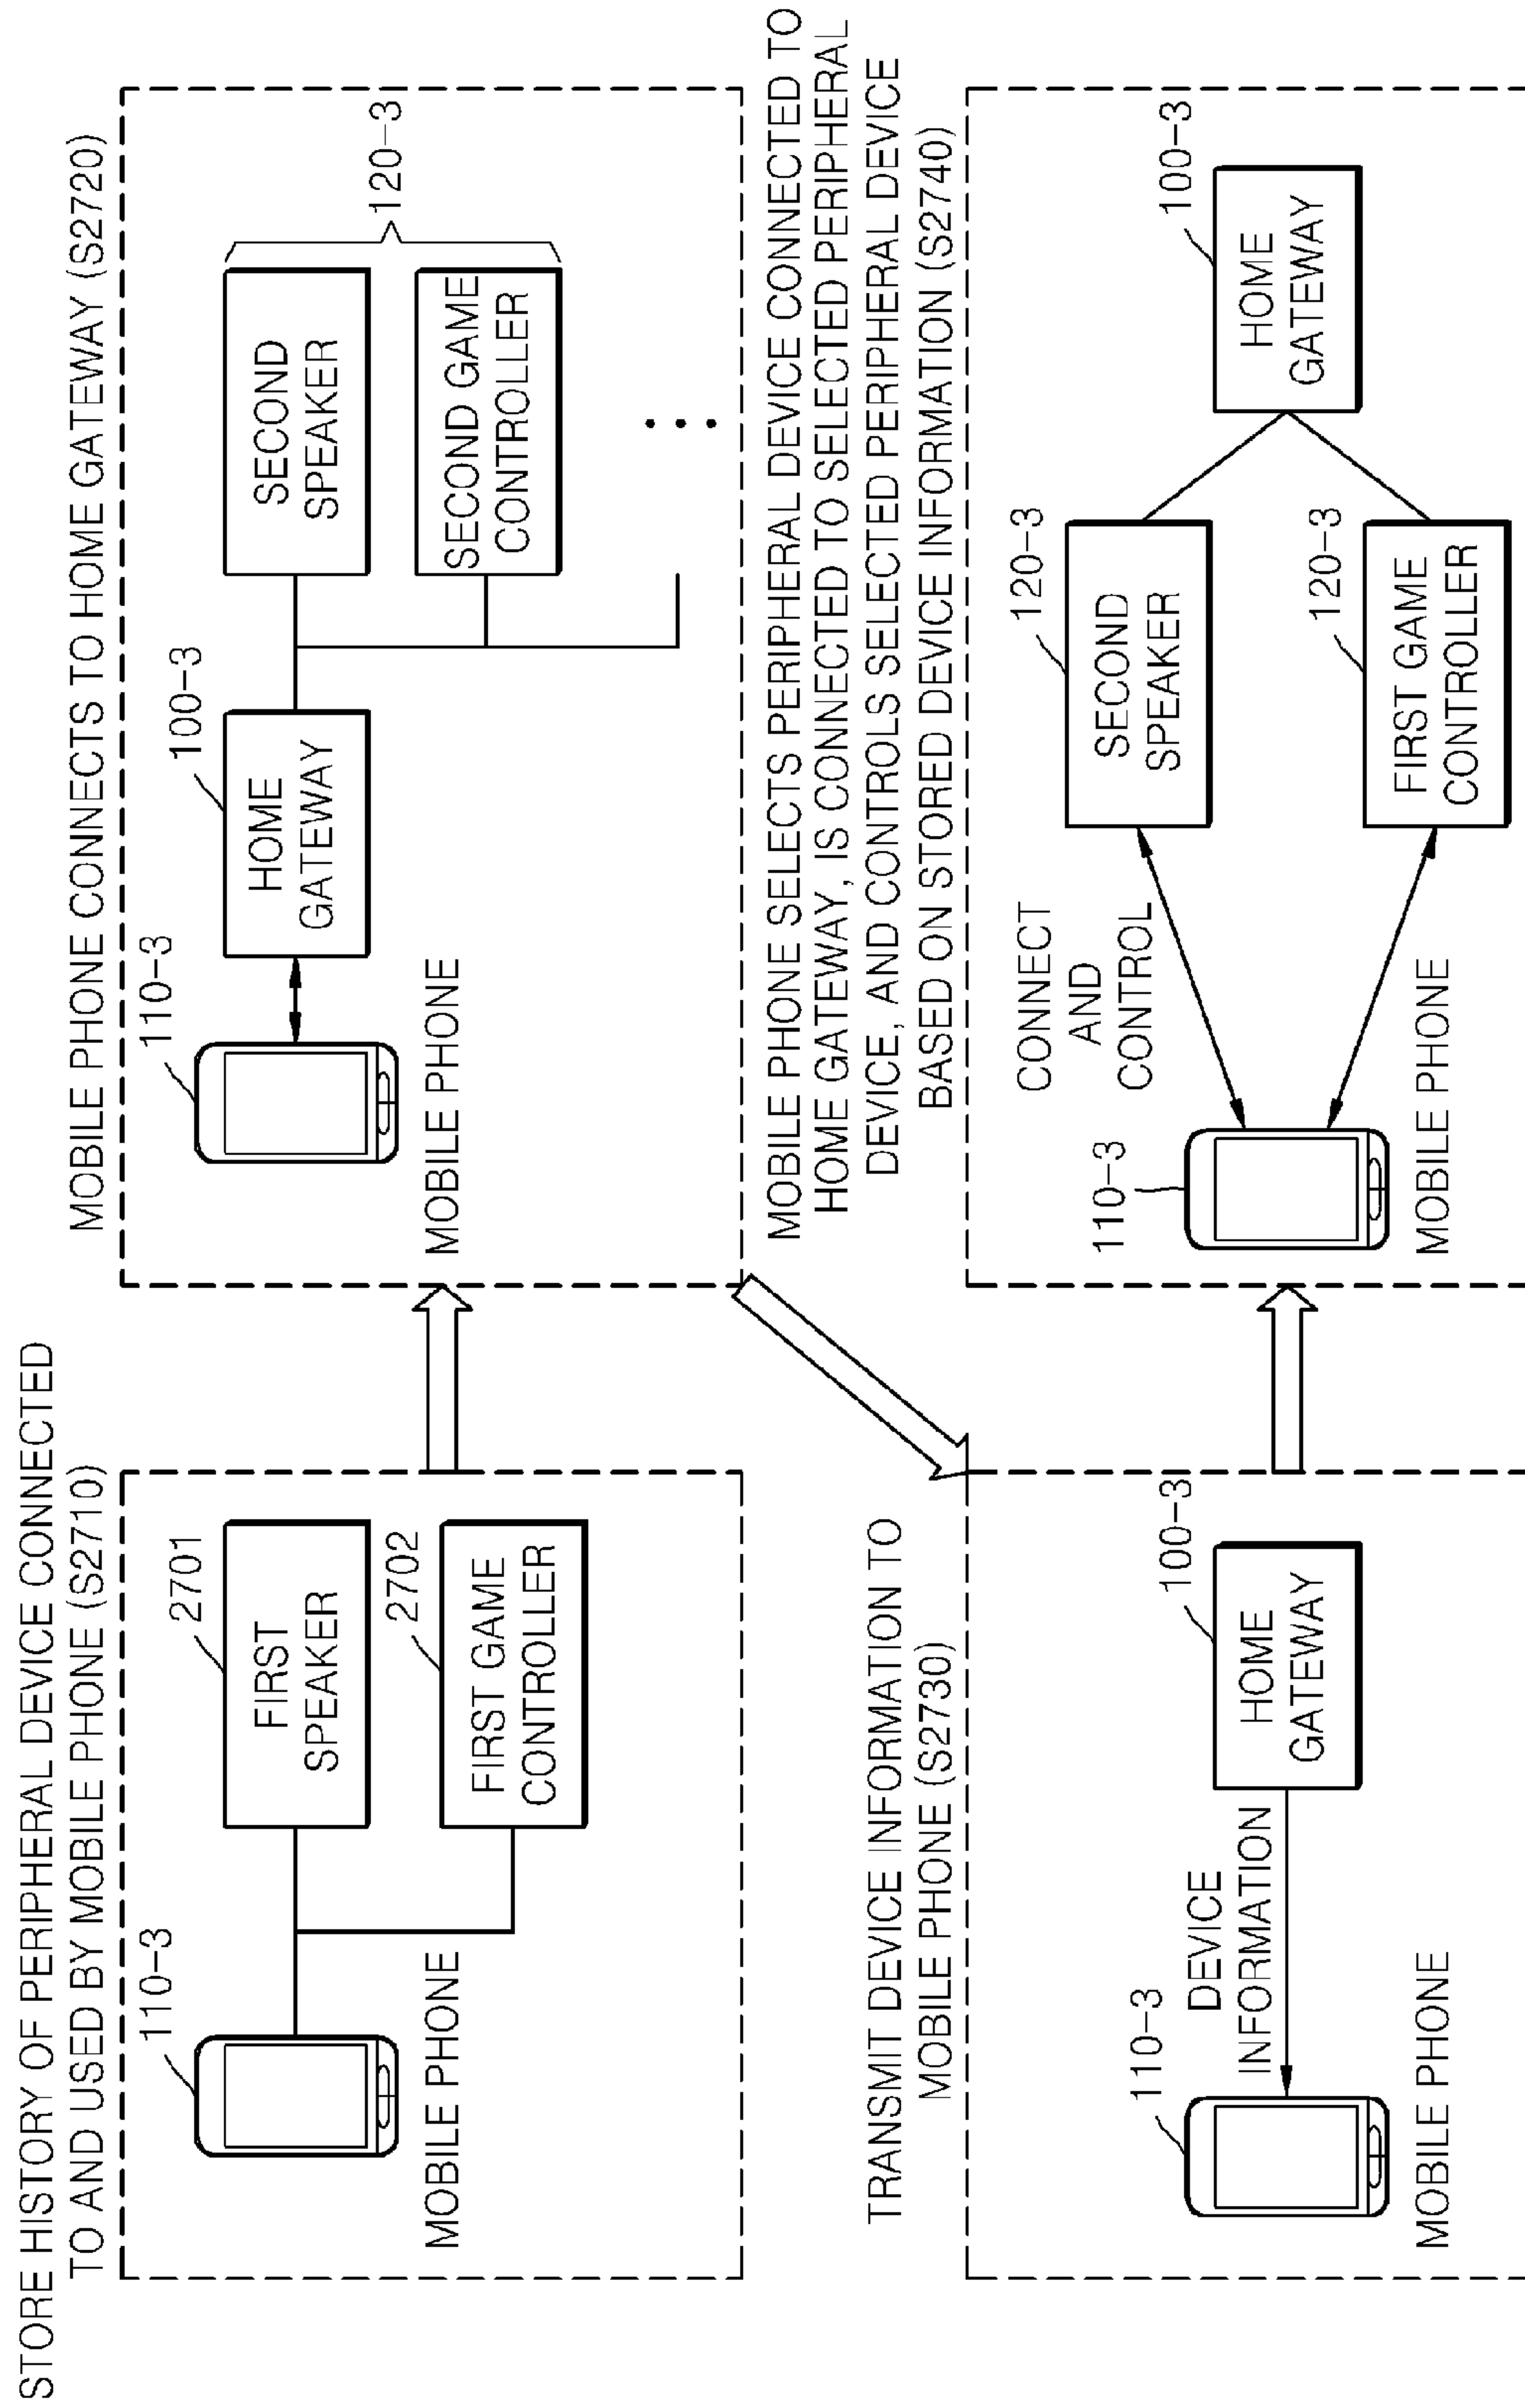 STORE HISTORY OF PERIPHERAL DEVICE CONNECTED
TO AND USED BY MOBILE PHONE (S2710)
110-3
MOBILE PHONE
2701
FIRST
SPEAKER
2702
FIRST GAME
CONTROLLER
MOBILE PHONE CONNECTS TO HOME GATEWAY (S2720)
110-3
MOBILE PHONE
100-3
HOME
GATEWAY
SECOND
SPEAKER
SECOND GAME
CONTROLLER
120-3
TRANSMIT DEVICE INFORMATION TO
MOBILE PHONE (S2730)
110-3
MOBILE PHONE
DEVICE
INFORMATION
100-3
HOME
GATEWAY
MOBILE PHONE SELECTS PERIPHERAL DEVICE CONNECTED TO
HOME GATEWAY, IS CONNECTED TO SELECTED PERIPHERAL
DEVICE, AND CONTROLS SELECTED PERIPHERAL DEVICE
BASED ON STORED DEVICE INFORMATION (S2740)
110-3
MOBILE PHONE
CONNECT
AND
CONTROL
120-3
SECOND
SPEAKER
120-3
FIRST GAME
CONTROLLER
100-3
HOME
GATEWAY